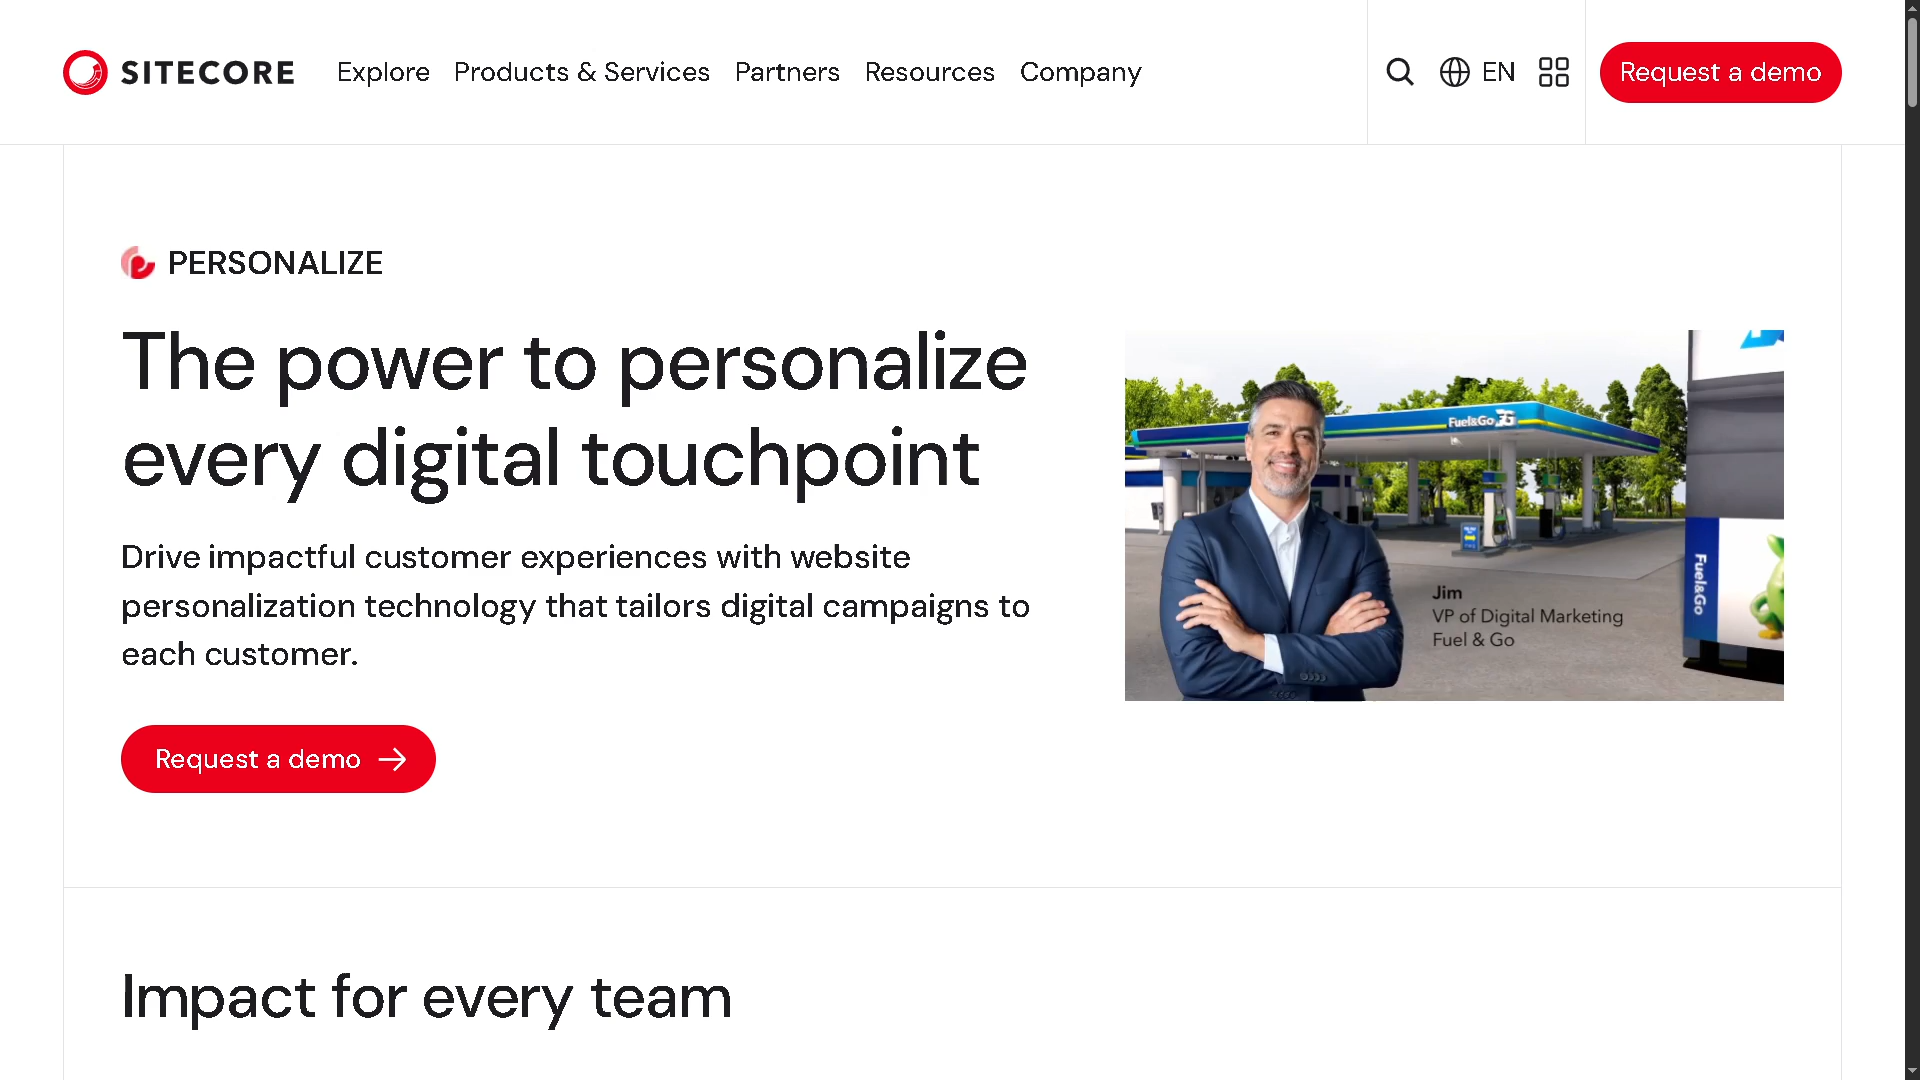 SITECORE
Explore
Products & Services
Partners
Resources
Company
EN
Request a demo
PERSONALIZE
The power to personalize
every digital touchpoint
Drive impactful customer experiences with website
personalization technology that tailors digital campaigns to
each customer.
Request a demo
Fuel&Go
Jim
VP of Digital Marketing
Fuel & Go
Fuel&Go
Impact for every team